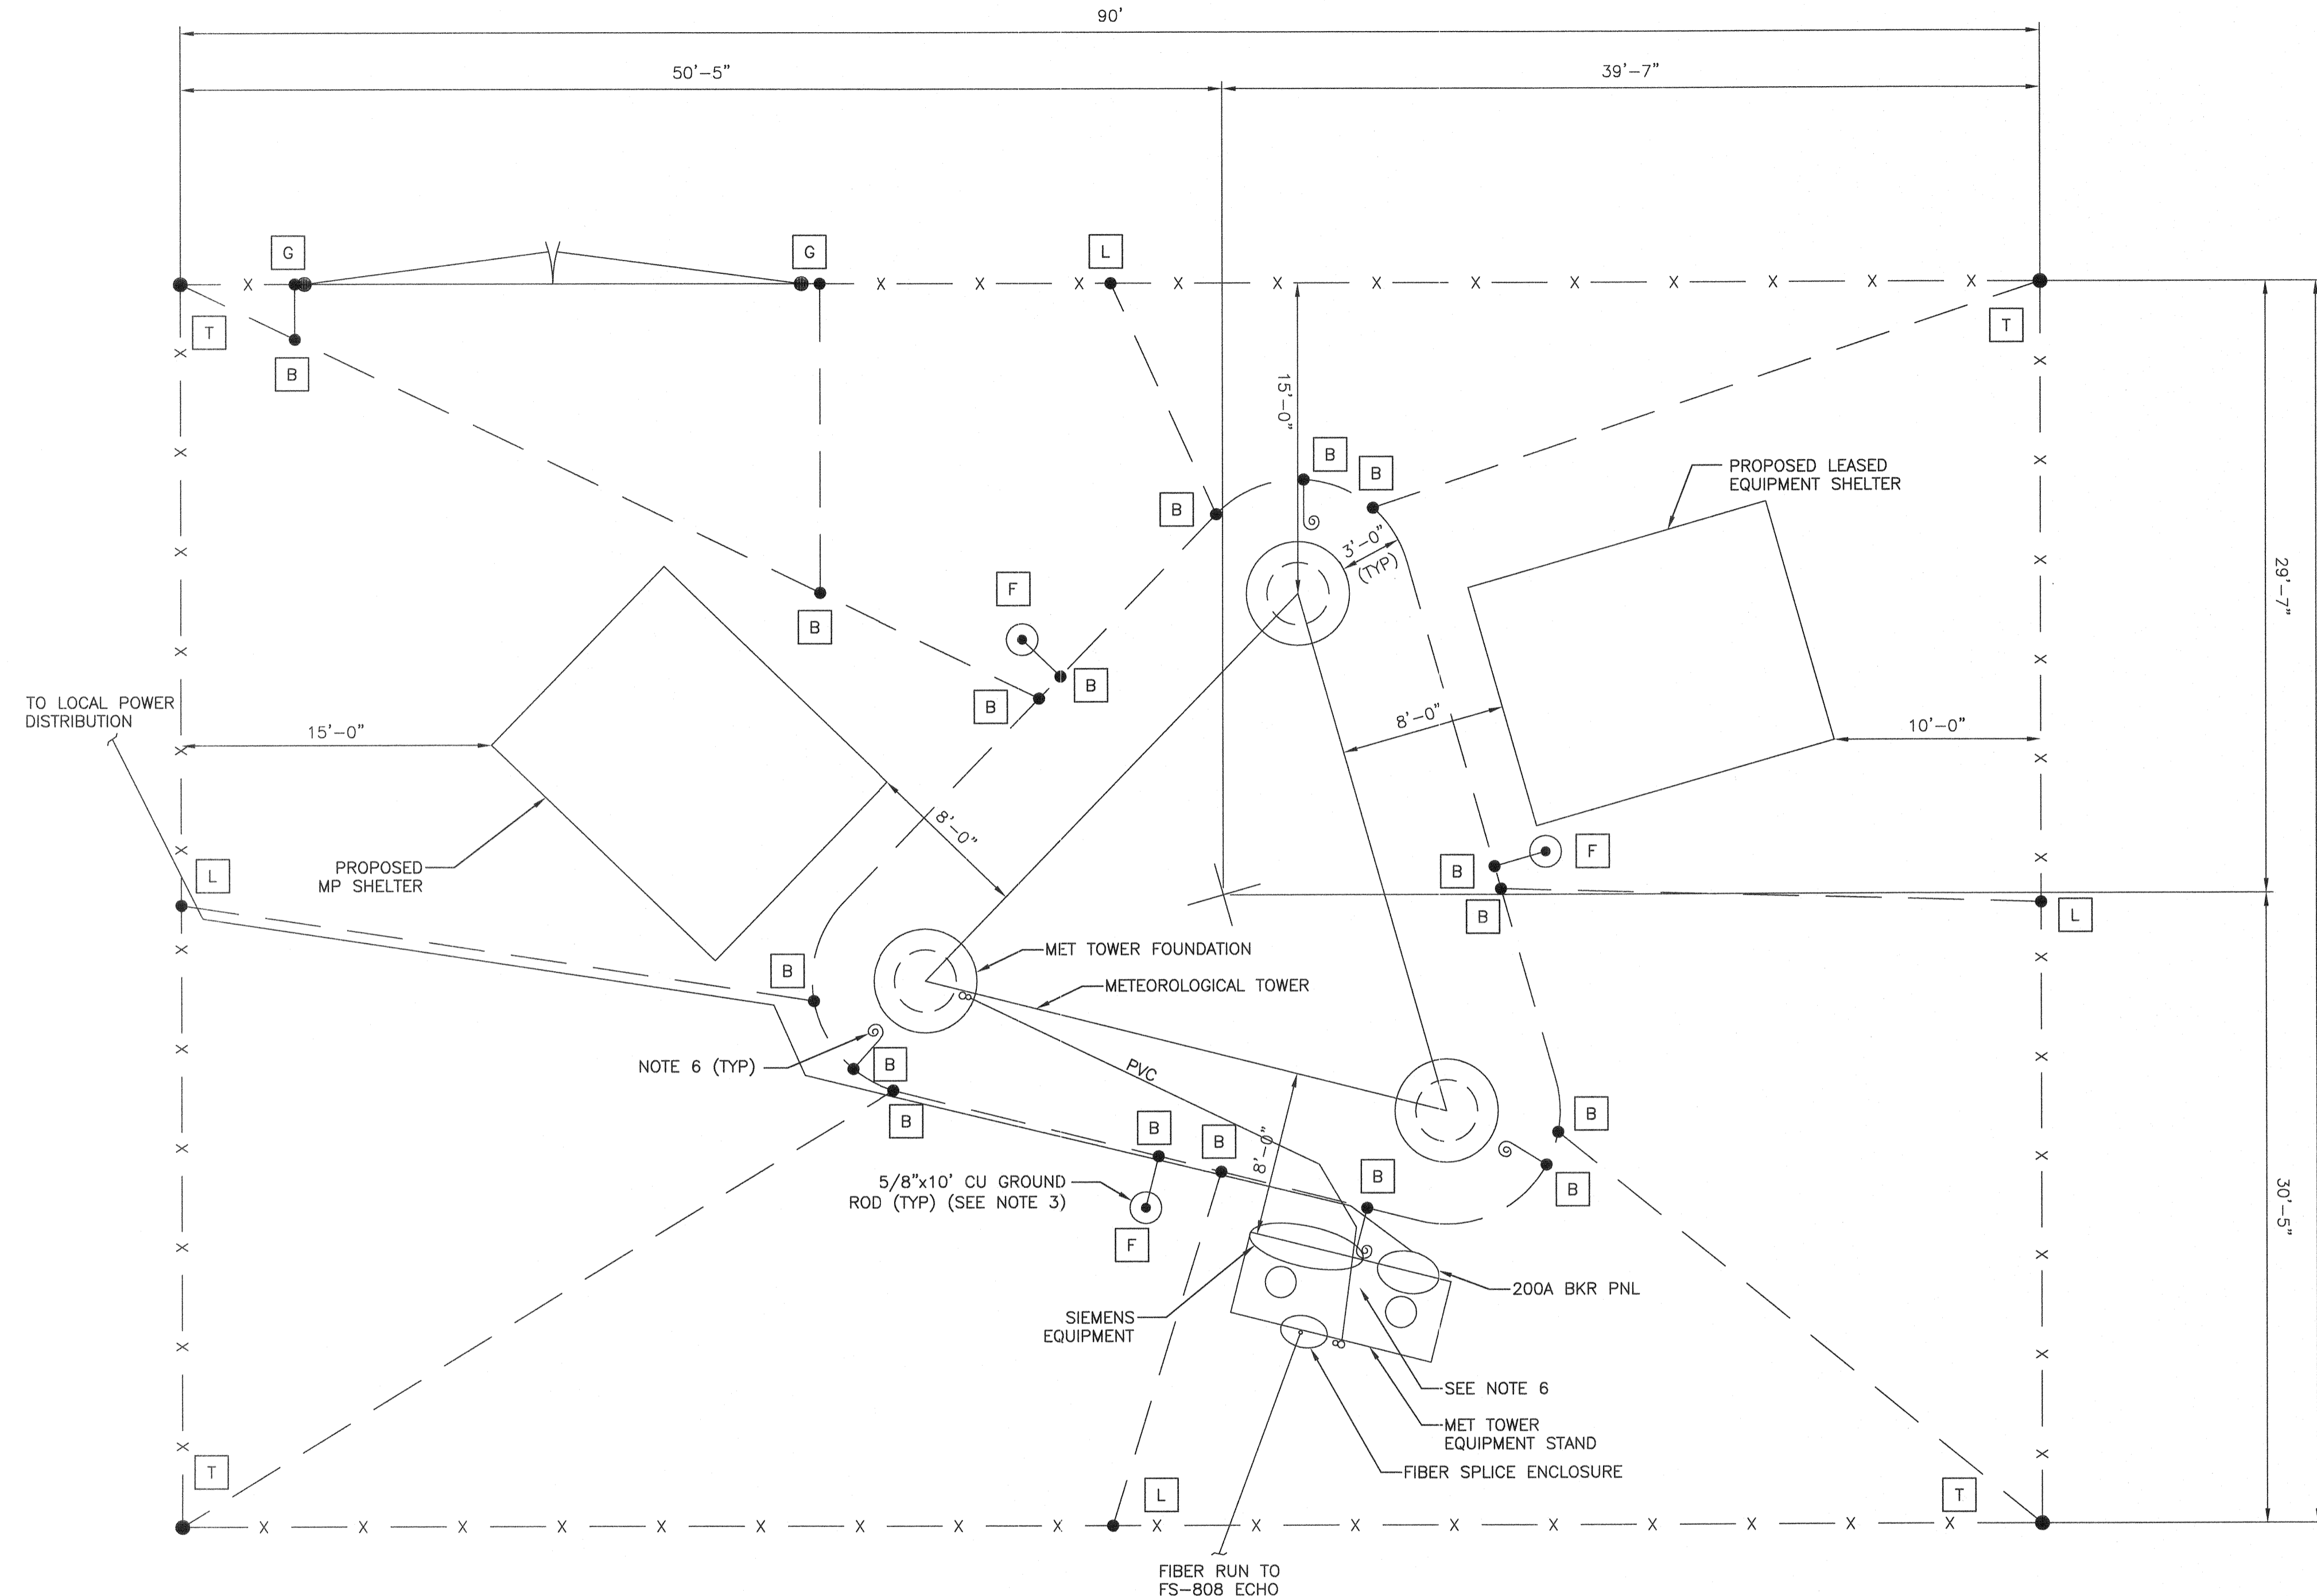 90'
50'-5"
39'-7"
G
G
L
T
B
T
15'-0"
B
B
B
3'-0"
(TYP)
PROPOSED LEASED
EQUIPMENT SHELTER
29'-7"
F
B
B
B
TO LOCAL POWER
DISTRIBUTION
15'-0"
8'-0"
10'-0"
8'-0"
PROPOSED
MP SHELTER
L
B
F
B
L
B
MET TOWER FOUNDATION
METEOROLOGICAL TOWER
NOTE 6 (TYP)
B
PVC
B
B
B
8'-0"
B
B
B
5/8"x10' CU GROUND
ROD (TYP) (SEE NOTE 3)
F
30'-5"
200A BKR PNL
SIEMENS
EQUIPMENT
SEE NOTE 6
MET TOWER
EQUIPMENT STAND
FIBER SPLICE ENCLOSURE
T
L
T
FIBER RUN TO
FS-808 ECHO